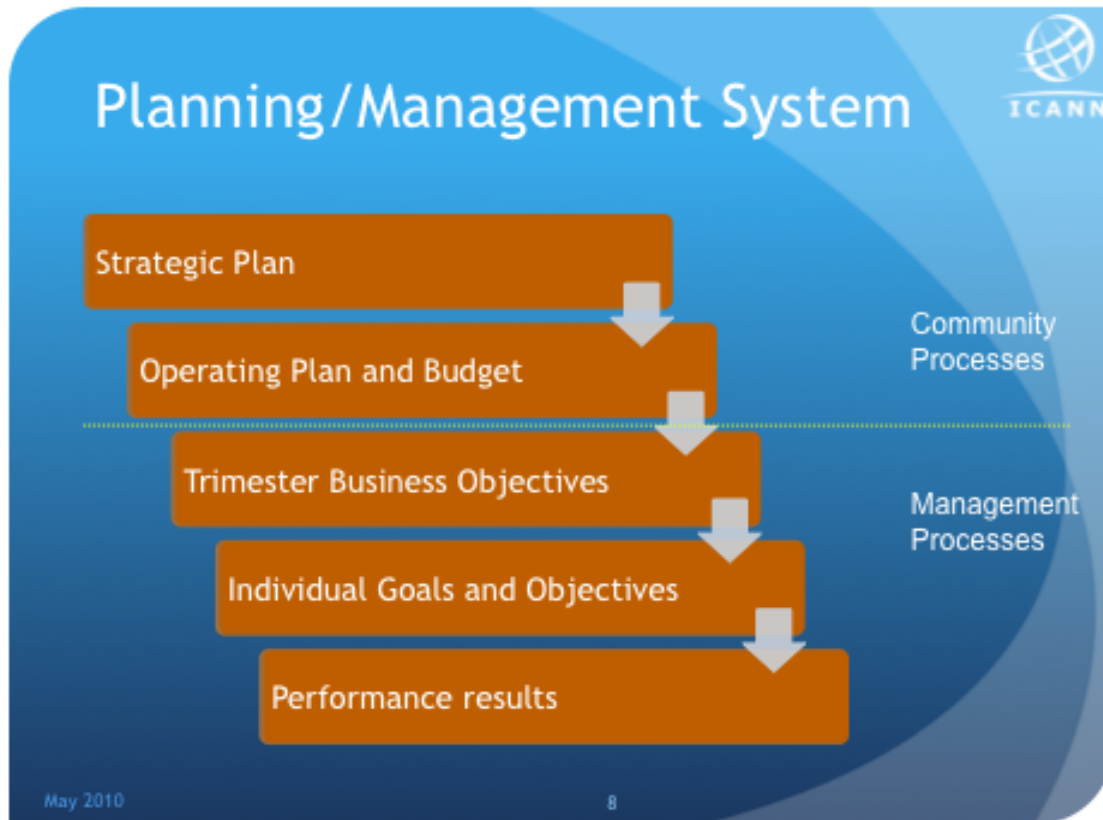 ICANN
Planning/Management System
Strategic Plan
Operating Plan and Budget
Community
Processes
Trimester Business Objectives
Management
Processes
Individual Goals and Objectives
Performance results
May 2010
8